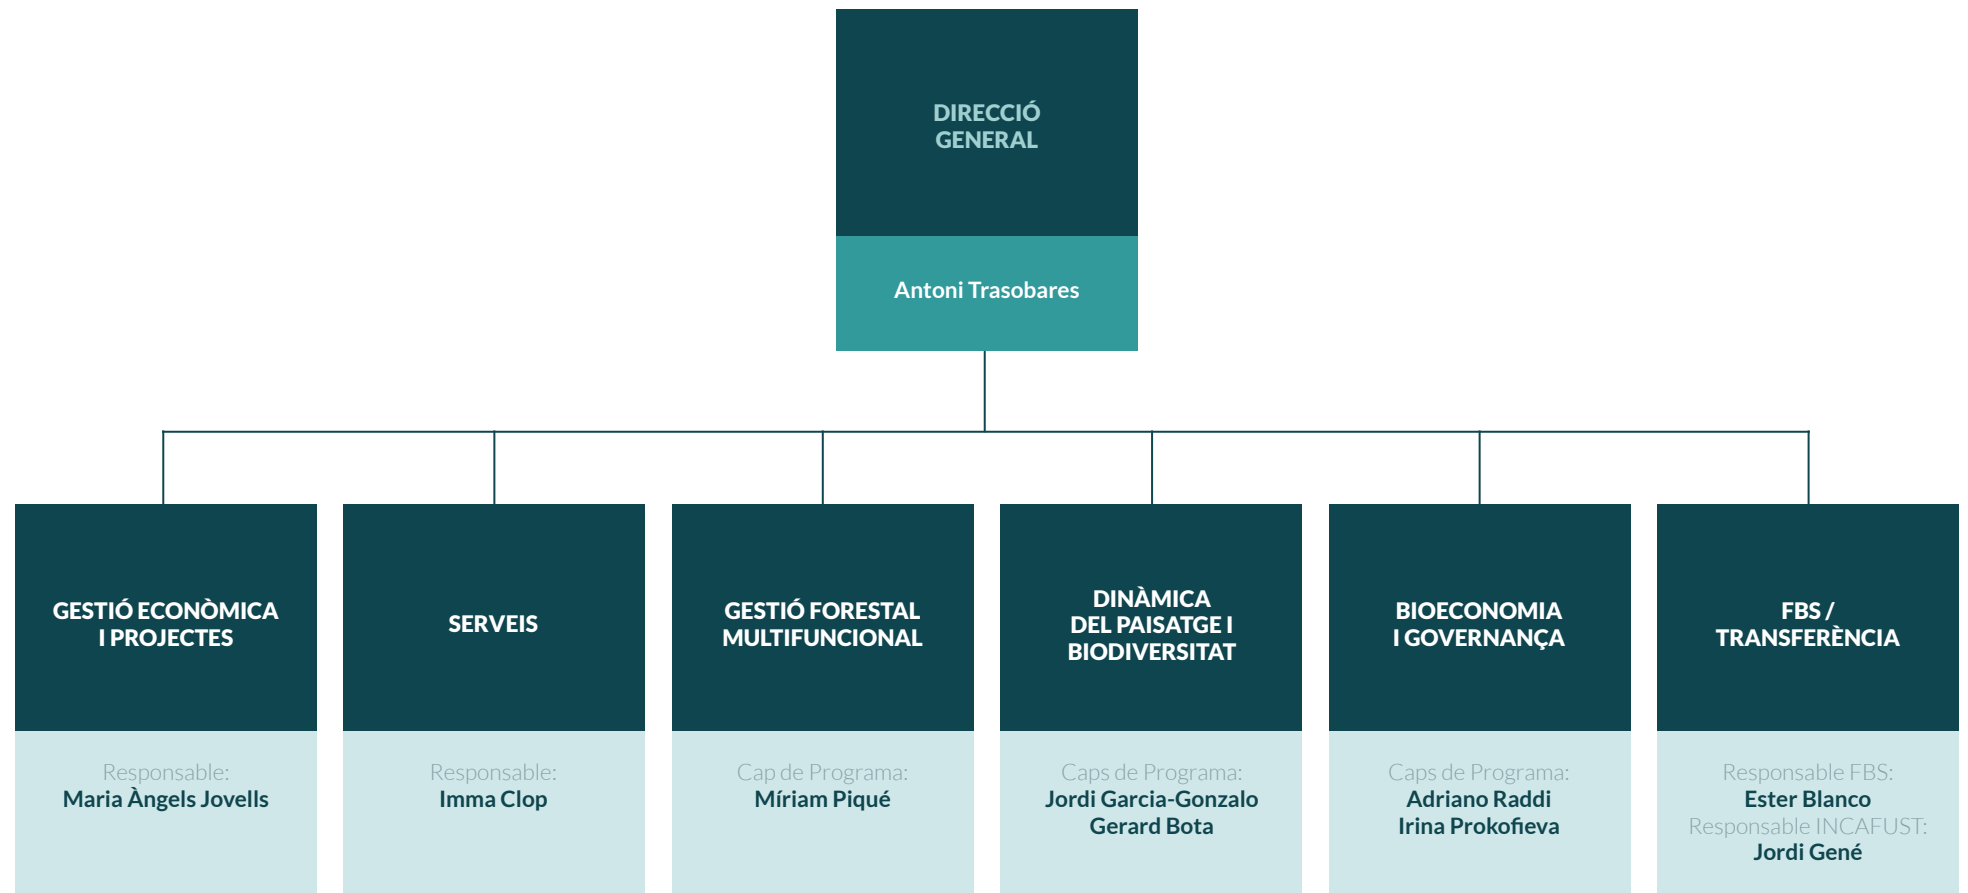 DIRECCIÓ
GENERAL
Antoni Trasobares
GESTIÓ ECONÒMICA
I PROJECTES
Responsable:
Maria Àngels Jovells
SERVEIS
Responsable:
Imma Clop
GESTIÓ FORESTAL
MULTIFUNCIONAL
Cap de Programa:
Míriam Piqué
DINÀMICA
DEL PAISATGE I
BIODIVERSITAT
Caps de Programa:
Jordi Garcia-Gonzalo
Gerard Bota
BIOECONOMIA
I GOVERNANÇA
Caps de Programa:
Adriano Raddi
Irina Prokofieva
FBS /
TRANSFERÈNCIA
Responsable FBS:
Ester Blanco
Responsable INCAFUST:
Jordi Gené